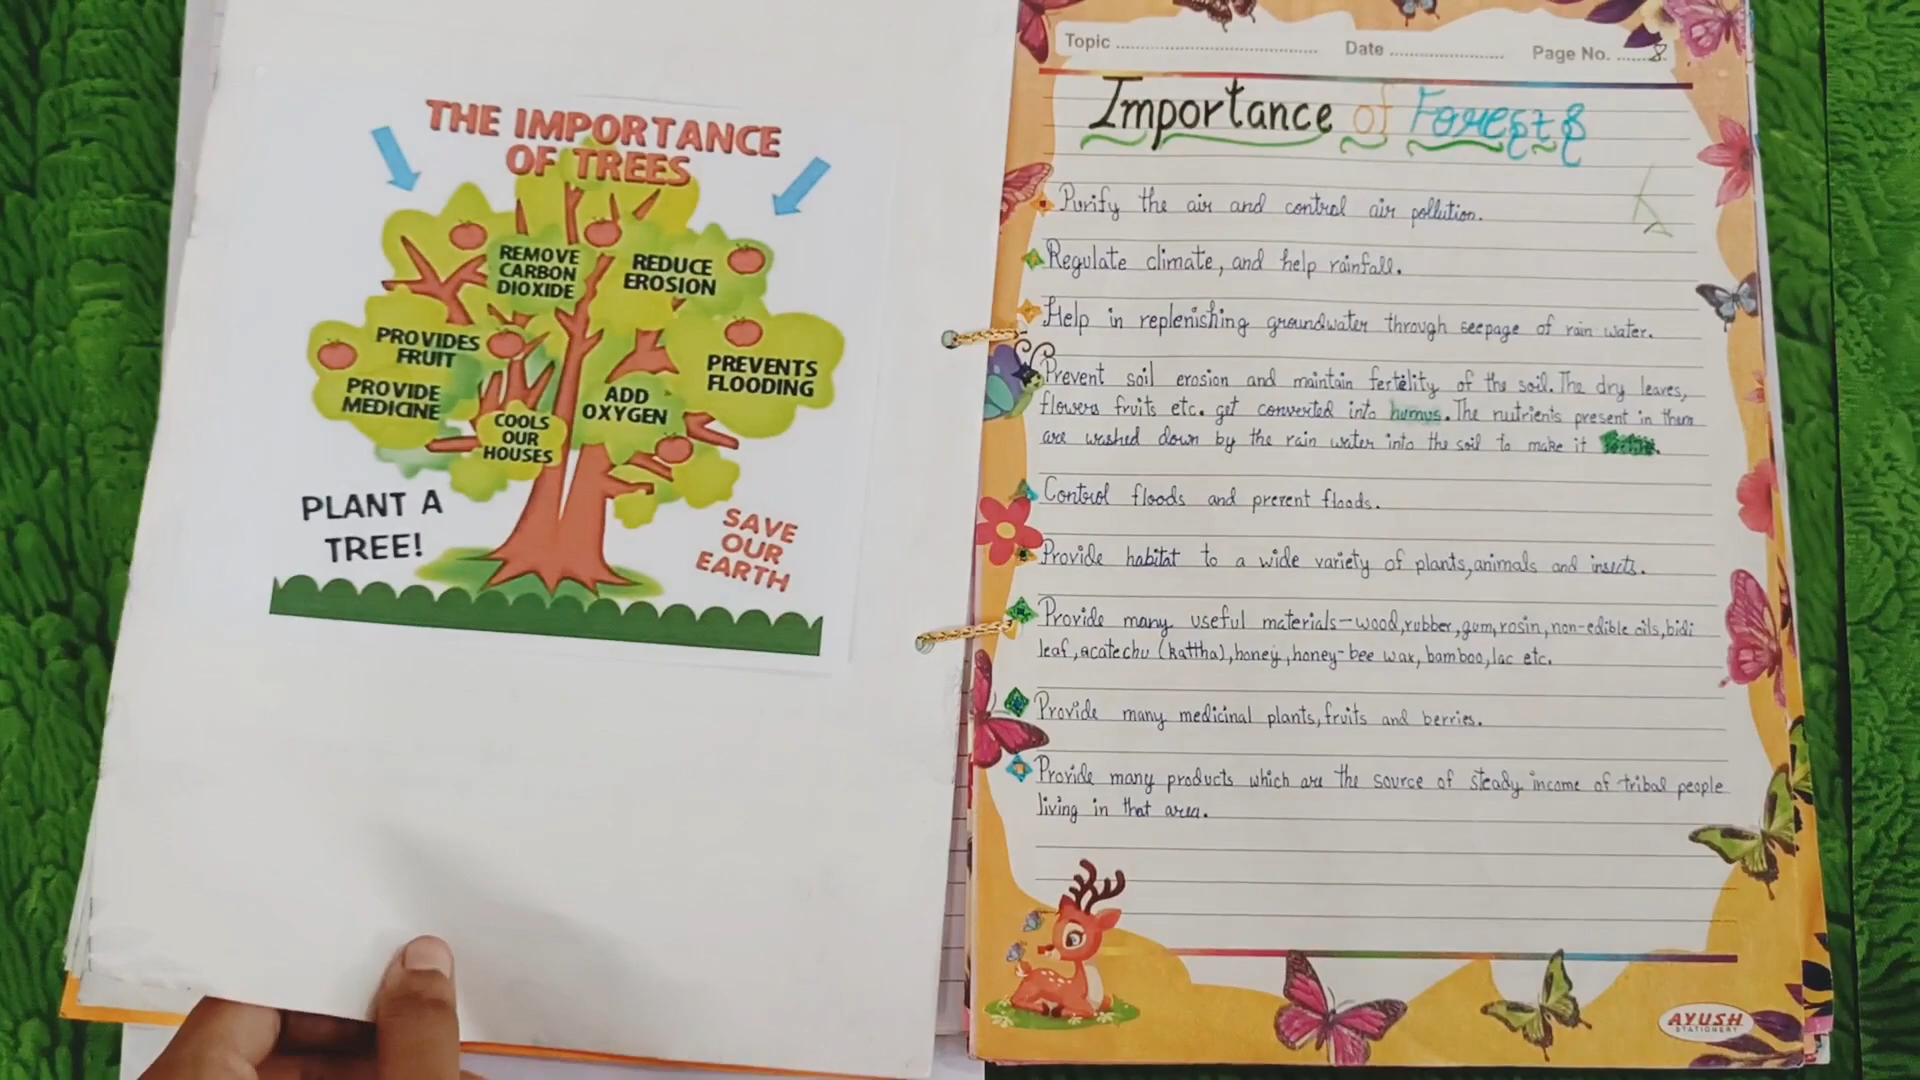 THE IMPORTANCE
OF TREES
REMOVE
CARBON
DIOXIDE
REDUCE
EROSION
PROVIDES
FRUIT
PROVIDE
MEDICINE
COOLS
OUR
HOUSES
ADD
OXYGEN
PREVENTS
FLOODING
PLANT A
TREE!
SAVE
OUR
EARTH
Topic Date Page No. 8
Importance of Forests
Purify the air and control air pollution.
Regulate climate, and help rainfall.
Help in replenishing groundwater through seepage of rain water.
Prevent soil erosion and maintain fertility of the soil. The dry leaves,
flowers fruits etc. get converted into humus. The nutrients present in them
are washed down by the rain water into the soil to make it
Control floods and prevent floods.
Provide habitat to a wide variety of plants, animals and insects.
Provide many useful materials-wood, rubber, gum, rosin, non-edible oils, bidi
leaf, acatechu (kattha), honey, honey-bee wax, bamboo, lac etc.
Provide many medicinal plants, fruits and berries.
Provide many products which are the source of steady income of tribal people
living in that area.
AYUSH
STATIONERY